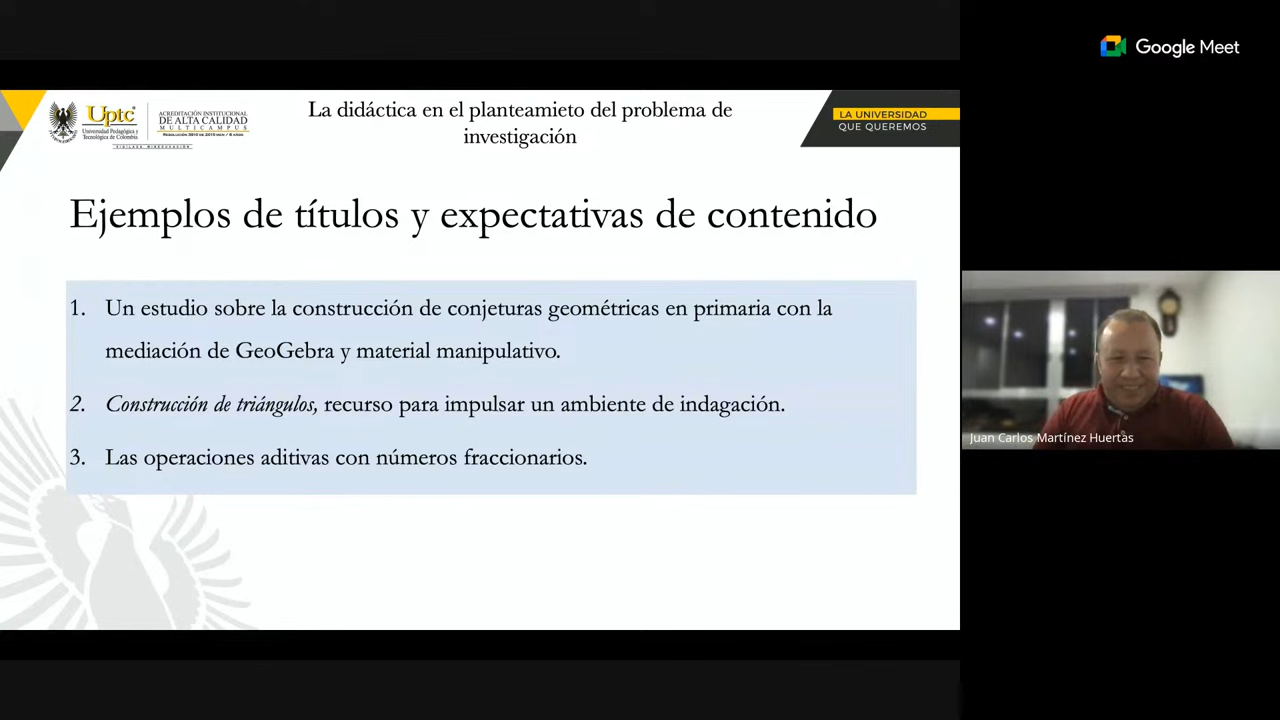 Google Meet
Uptc
Universidad Pedagógica y
Tecnológica de Colombia
ACREDITACIÓN INSTITUCIONAL
DE ALTA CALIDAD
MULTICAMPUS
La didáctica en el planteamieto del problema de
investigación
LA UNIVERSIDAD
QUE QUEREMOS
Ejemplos de títulos y expectativas de contenido
1. Un estudio sobre la construcción de conjeturas geométricas en primaria con la
mediación de GeoGebra y material manipulativo.
2. Construcción de triángulos, recurso para impulsar un ambiente de indagación.
3. Las operaciones aditivas con números fraccionarios.
Juan Carlos Martínez Huertas